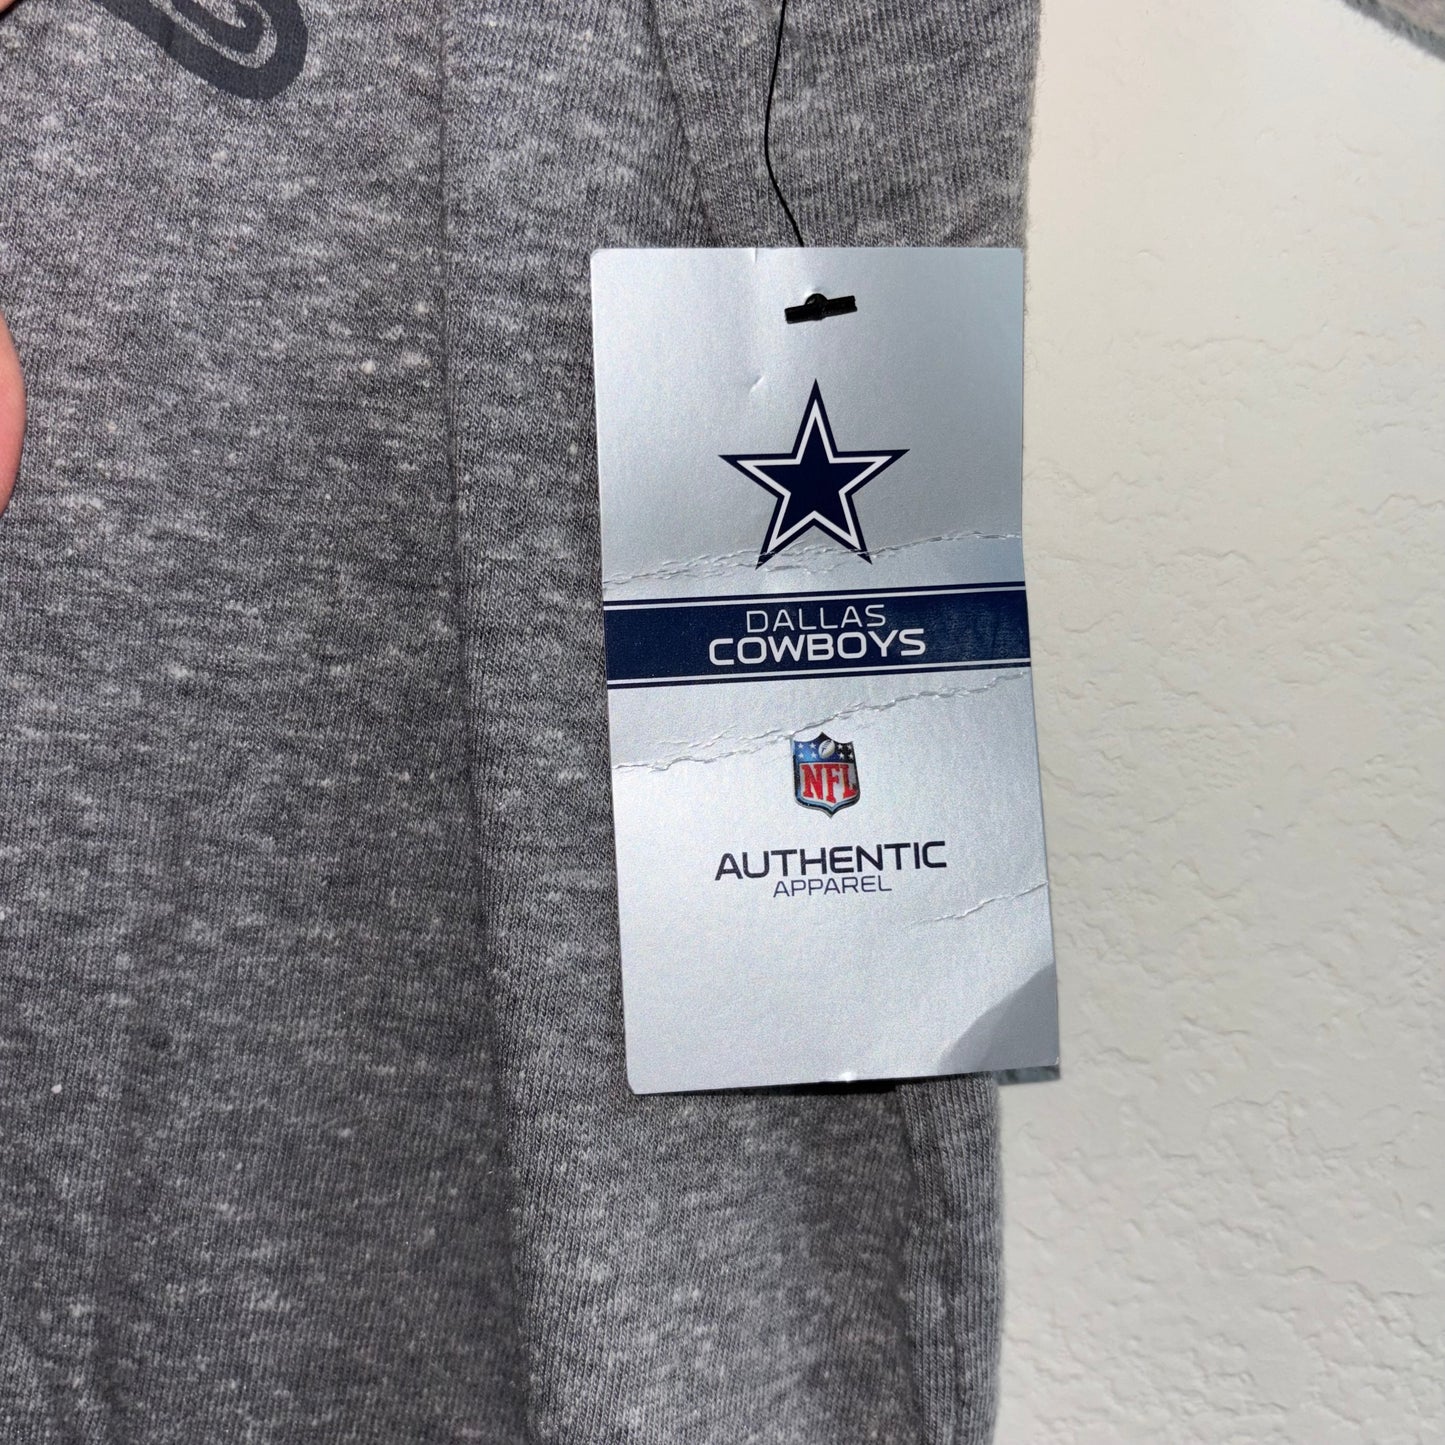 DALLAS
COWBOYS
NFL
AUTHENTIC
APPAREL